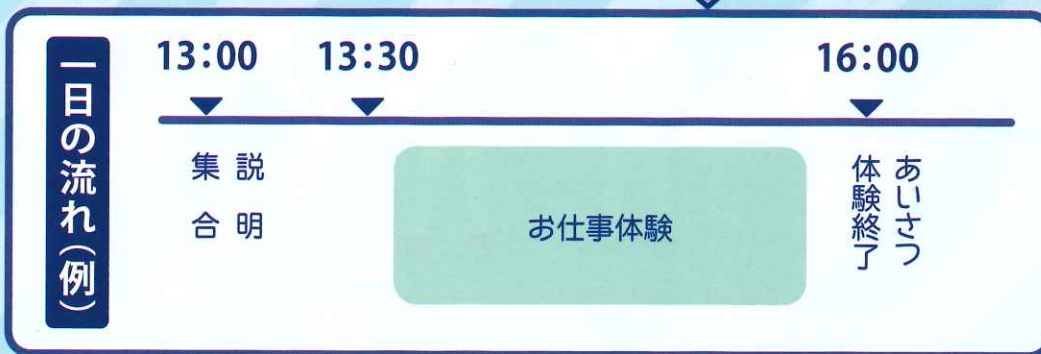 一日の流れ（例）
13：00
13：30
16：00
説明
集合
お仕事体験
あいさつ
体験終了